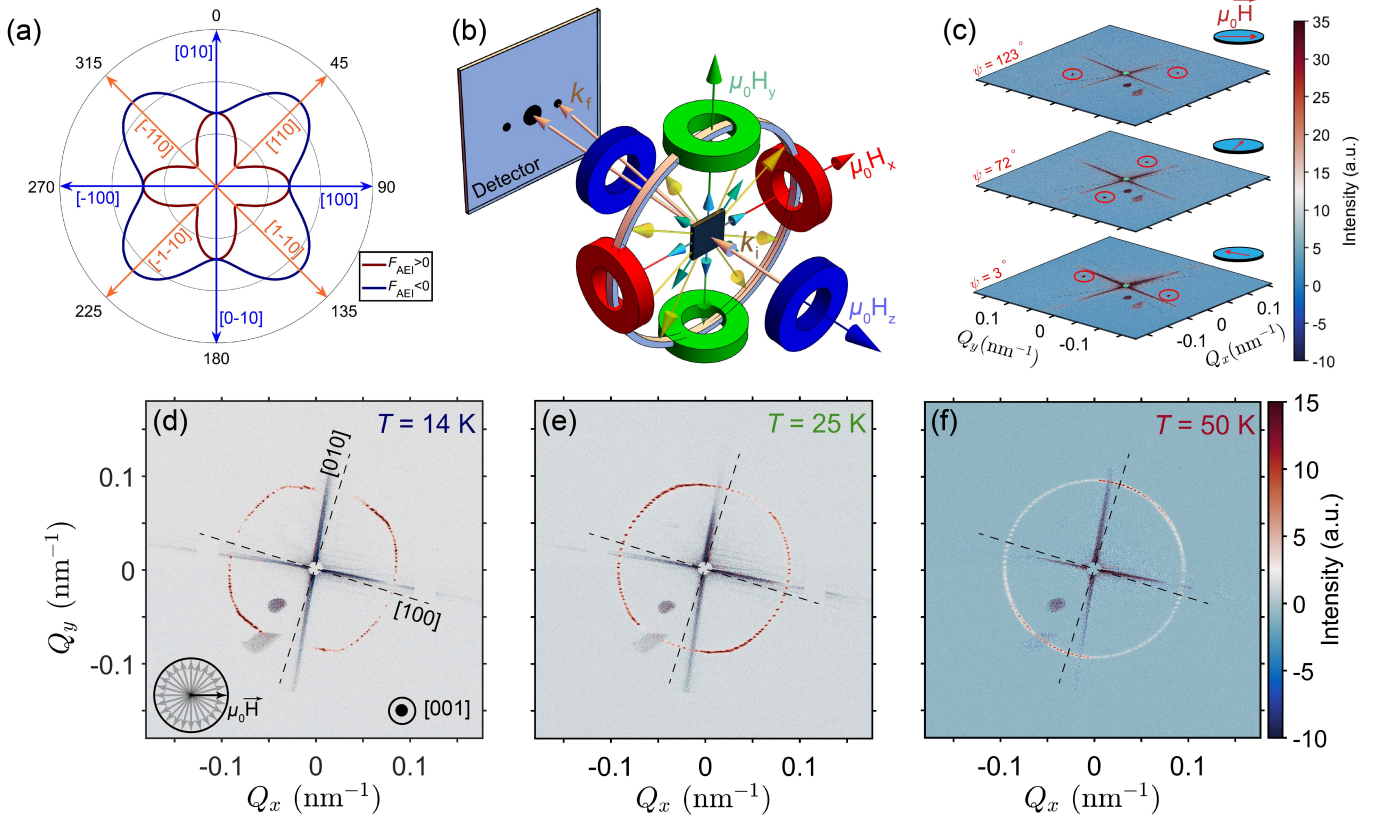 (a)
0
45
90
135
180
225
270
315
[010]
[110]
[100]
[1-10]
[0-10]
[-1-10]
[-100]
[-110]
F_AEI>0
F_AEI<0
(b)
Detector
k_f
k_i
μ₀H_y
μ₀H_x
μ₀H_z
(c)
μ₀H
ψ = 123°
ψ = 72°
ψ = 3°
0.1
0
-0.1
Q_y(nm⁻¹)
0.1
0
-0.1
Q_x(nm⁻¹)
35
30
25
20
15
10
5
0
-5
-10
Intensity (a.u.)
(d)
T = 14 K
[010]
[100]
μ₀H
[001]
0.1
0
-0.1
Q_y (nm⁻¹)
-0.1
0
0.1
Q_x (nm⁻¹)
(e)
T = 25 K
-0.1
0
0.1
Q_x (nm⁻¹)
(f)
T = 50 K
-0.1
0
0.1
Q_x (nm⁻¹)
15
10
5
0
-5
-10
Intensity (a.u.)